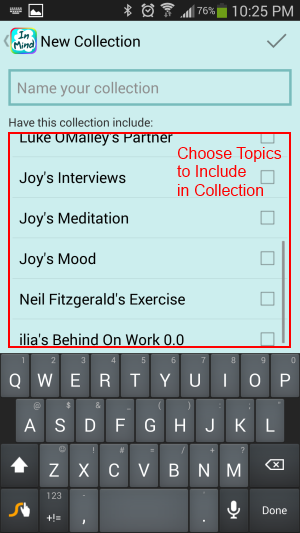 76% 10:25 PM
In Mind New Collection
Name your collection
Have this collection include:
Luke OMalley's Partner
Choose Topics
to Include
in Collection
Joy's Interviews
Joy's Meditation
Joy's Mood
Neil Fitzgerald's Exercise
ilia's Behind On Work 0.0
1 2 3 4 5 6 7 8 9 0
Q W E R T Y U I O P
@ $ & _ ( ) : ; "
A S D F G H J K L
! # = / + ?
Z X C V B N M
123
+!= , . Done